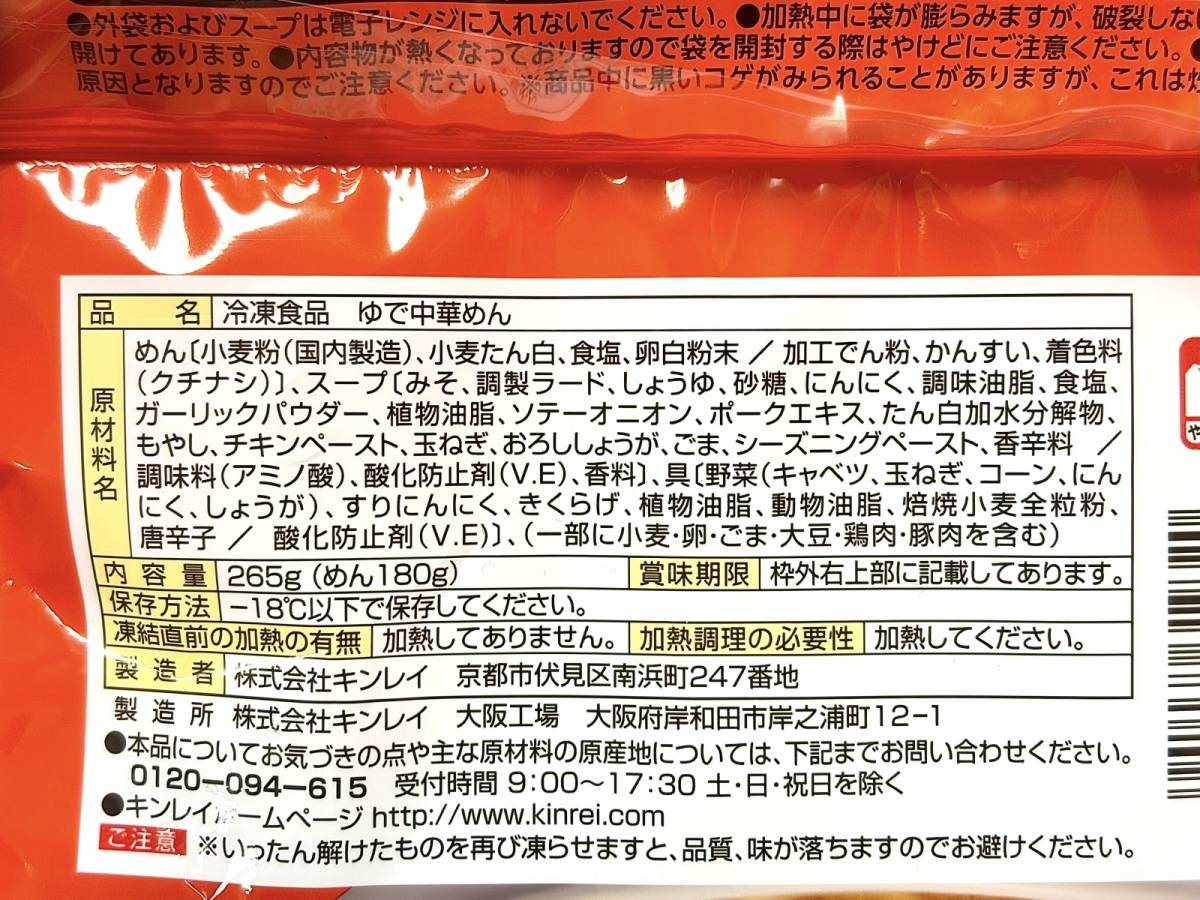 ●外袋およびスープは電子レンジに入れないでください。●加熱中に袋が膨らみますが、破裂しな
開けてあります。●内容物が熱くなっておりますので袋を開封する際はやけどにご注意ください。●
原因となりますのでご注意ください。※商品中に黒いコゲがみられることがありますが、これは
品名 冷凍食品 ゆで中華めん
原材料名 めん〔小麦粉(国内製造)、小麦たん白、食塩、卵白粉末 / 加工でん粉、かんすい、着色料
(クチナシ)〕、スープ〔みそ、調製ラード、しょうゆ、砂糖、にんにく、調味油脂、食塩、
ガーリックパウダー、植物油脂、ソテーオニオン、ポークエキス、たん白加水分解物、
もやし、チキンペースト、玉ねぎ、おろししょうが、ごま、シーズニングペースト、香辛料 /
調味料(アミノ酸)、酸化防止剤(V.E)、香料〕、具〔野菜(キャベツ、玉ねぎ、コーン、にん
にく、しょうが)、すりにんにく、きくらげ、植物油脂、動物油脂、焙焼小麦全粒粉、
唐辛子 / 酸化防止剤(V.E)〕、(一部に小麦・卵・ごま・大豆・鶏肉・豚肉を含む)
内容量 265g(めん180g) 賞味期限 枠外右上部に記載してあります。
保存方法 −18℃以下で保存してください。
凍結直前の加熱の有無 加熱してありません。 加熱調理の必要性 加熱してください。
製造者 株式会社キンレイ 京都市伏見区南浜町247番地
製造所 株式会社キンレイ 大阪工場 大阪府岸和田市岸之浦町12−1
●本品についてお気づきの点や主な原材料の原産地については、下記までお問い合わせください。
0120−094−615 受付時間 9:00〜17:30 土・日・祝日を除く
●キンレイホームページ http://www.kinrei.com
ご注意 ※いったん解けたものを再び凍らせますと、品質、味が落ちますのでお避けください。
や